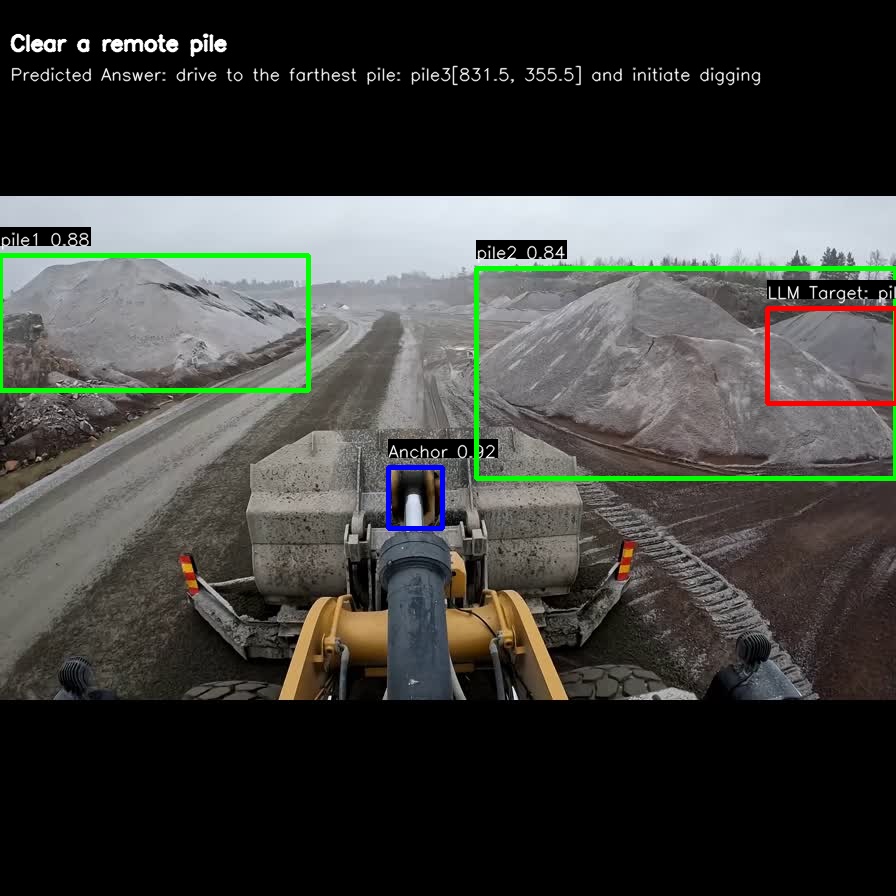 Clear a remote pile
Predicted Answer: drive to the farthest pile: pile3[831.5, 355.5] and initiate digging
pile1 0.88
pile2 0.84
LLM Target: pil
Anchor 0.92